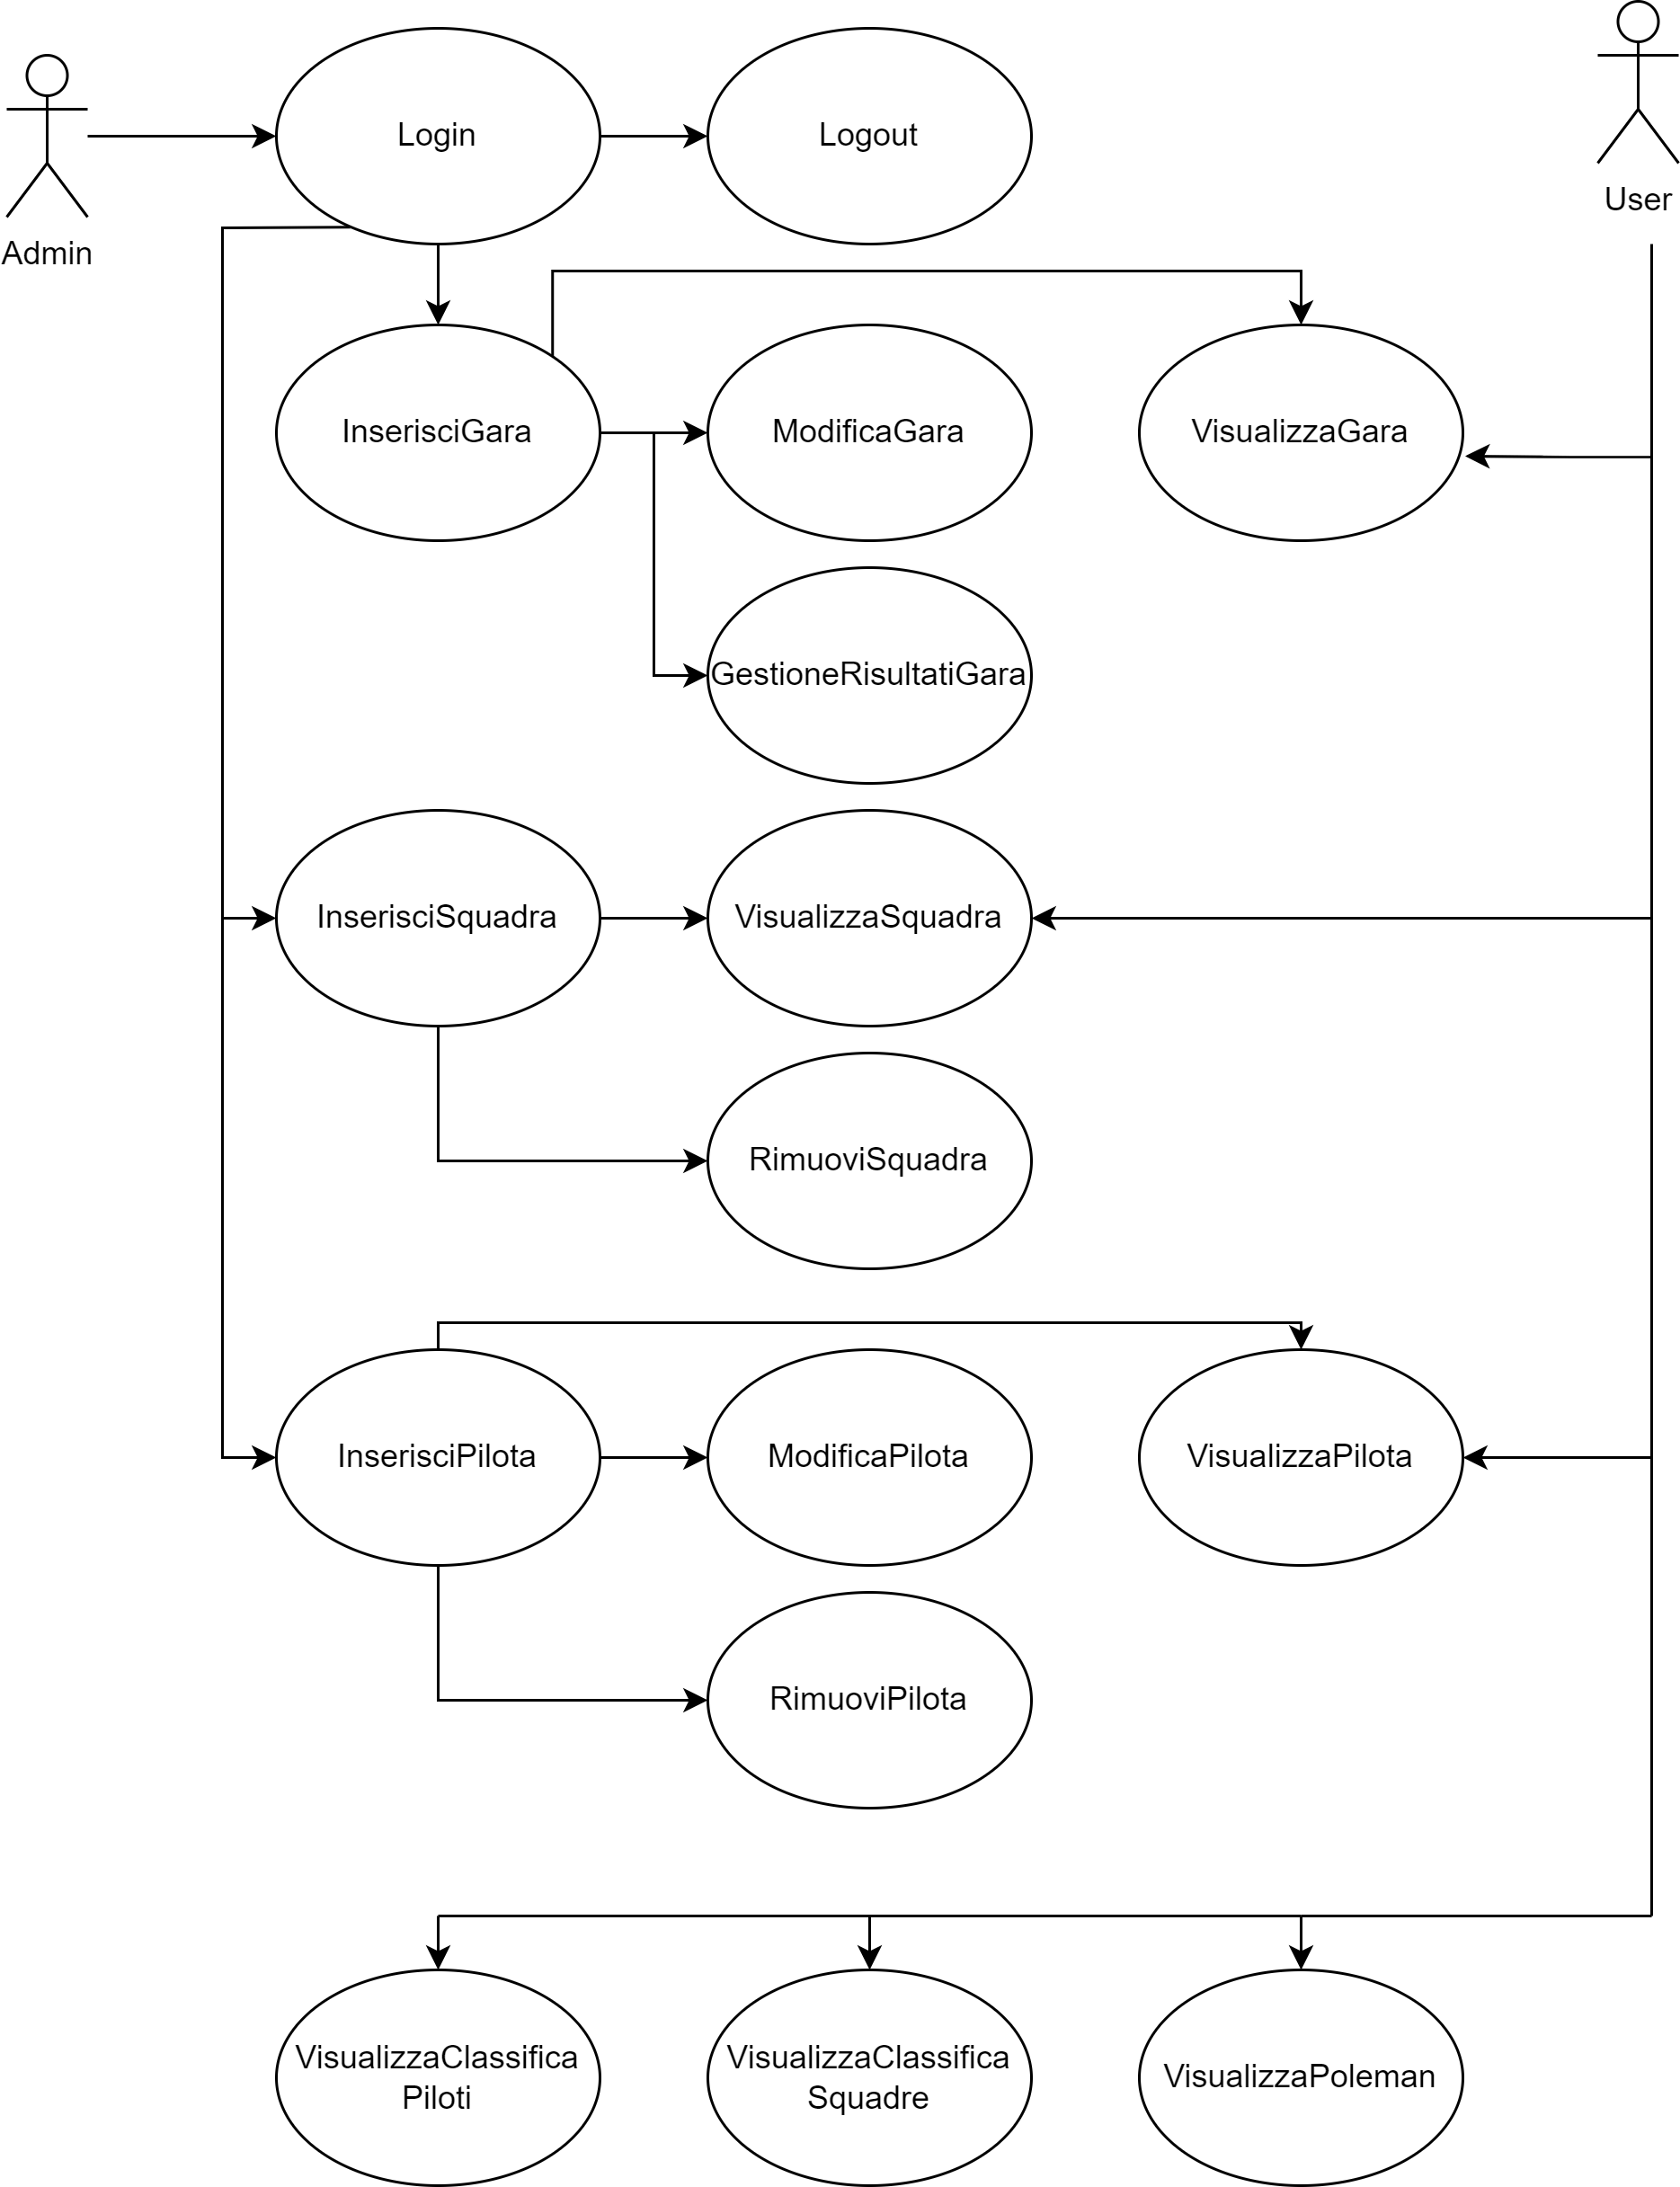 Login
Logout
User
Admin
InserisciGara
ModificaGara
VisualizzaGara
GestioneRisultatiGara
InserisciSquadra
VisualizzaSquadra
RimuoviSquadra
InserisciPilota
ModificaPilota
VisualizzaPilota
RimuoviPilota
VisualizzaClassifica
Piloti
VisualizzaClassifica
Squadre
VisualizzaPoleman